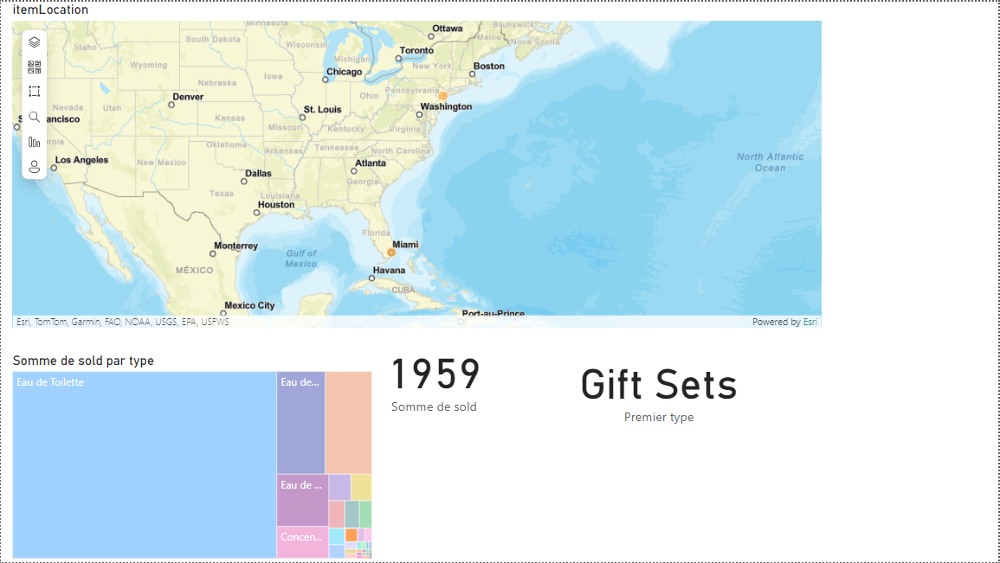 itemLocation
Ottawa
Minnesota
Brunswick
Maine
Nova Scotia
Idaho
South Dakota
Wisconsin
Toronto
Michigan
New York
Boston
Wyoming
Chicago
Iowa
Nebraska
Pennsylvania
Denver
Ohio
Nevada
Utah
St. Louis
Washington
Kansas
Missouri
Kentucky
Virginia
Oklahoma
Tennessee
North Carolina
Arkansas
Los Angeles
New Mexico
Atlanta
North Atlantic
Ocean
Dallas
Georgia
Texas
Louisiana
Houston
Florida
Monterrey
Miami
Gulf of
Mexico
MÉXICO
Havana
CUBA
Mexico City
Port-au-Prince
Esri, TomTom, Garmin, FAO, NOAA, USGS, EPA, USFWS
Powered by Esri
Somme de sold par type
Eau de Toilette
Eau de...
Eau de ...
Concen...
1959
Somme de sold
Gift Sets
Premier type